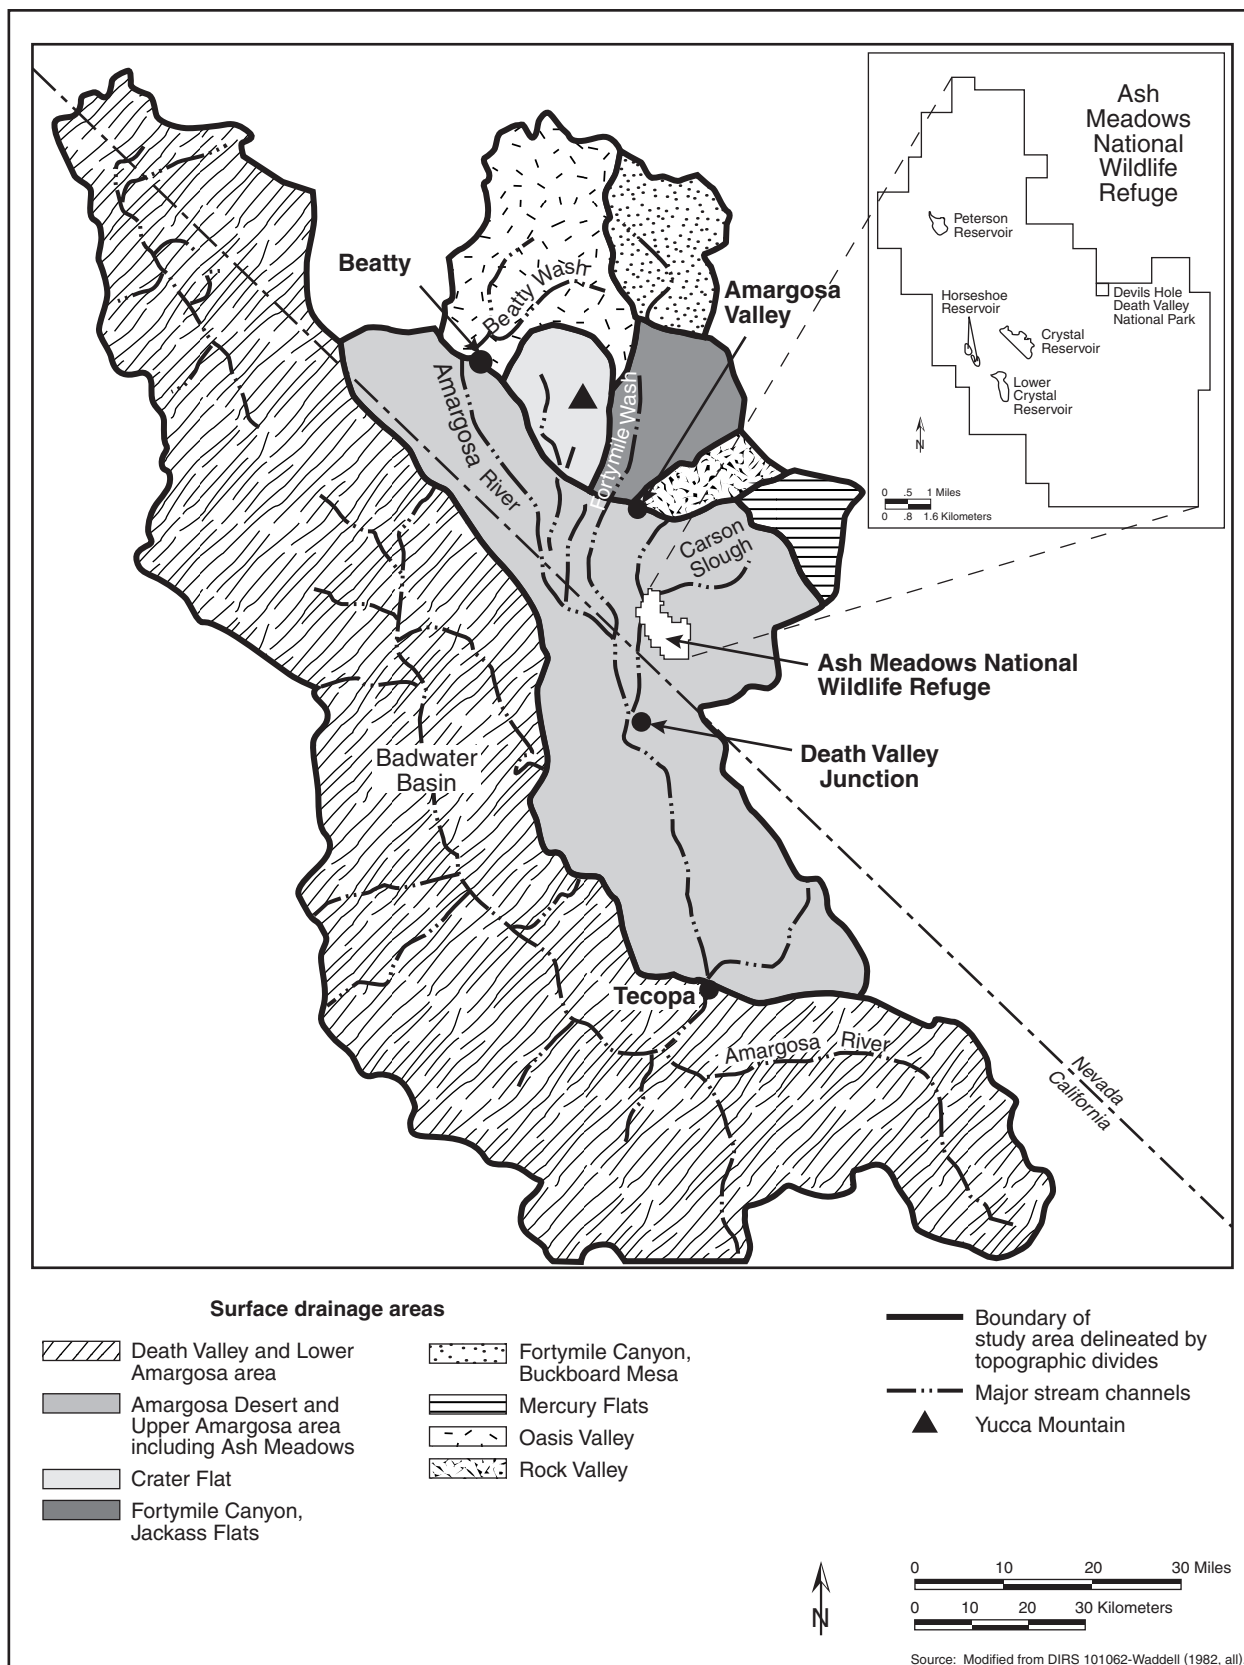 Ash
Meadows
National
Wildlife
Refuge
Peterson
Reservoir
Horseshoe
Reservoir
Devils Hole
Death Valley
National Park
Crystal
Reservoir
Lower
Crystal
Reservoir
N
0 .5 1 Miles
0 .8 1.6 Kilometers
Beatty
Beatty Wash
Amargosa
Valley
Amargosa River
Fortymile Wash
Carson
Slough
Ash Meadows National
Wildlife Refuge
Death Valley
Junction
Badwater
Basin
Tecopa
Amargosa River
Nevada
California
Surface drainage areas
Death Valley and Lower
Amargosa area
Amargosa Desert and
Upper Amargosa area
including Ash Meadows
Crater Flat
Fortymile Canyon,
Jackass Flats
Fortymile Canyon,
Buckboard Mesa
Mercury Flats
Oasis Valley
Rock Valley
Boundary of
study area delineated by
topographic divides
Major stream channels
Yucca Mountain
N
0 10 20 30 Miles
0 10 20 30 Kilometers
Source: Modified from DIRS 101062-Waddell (1982, all).